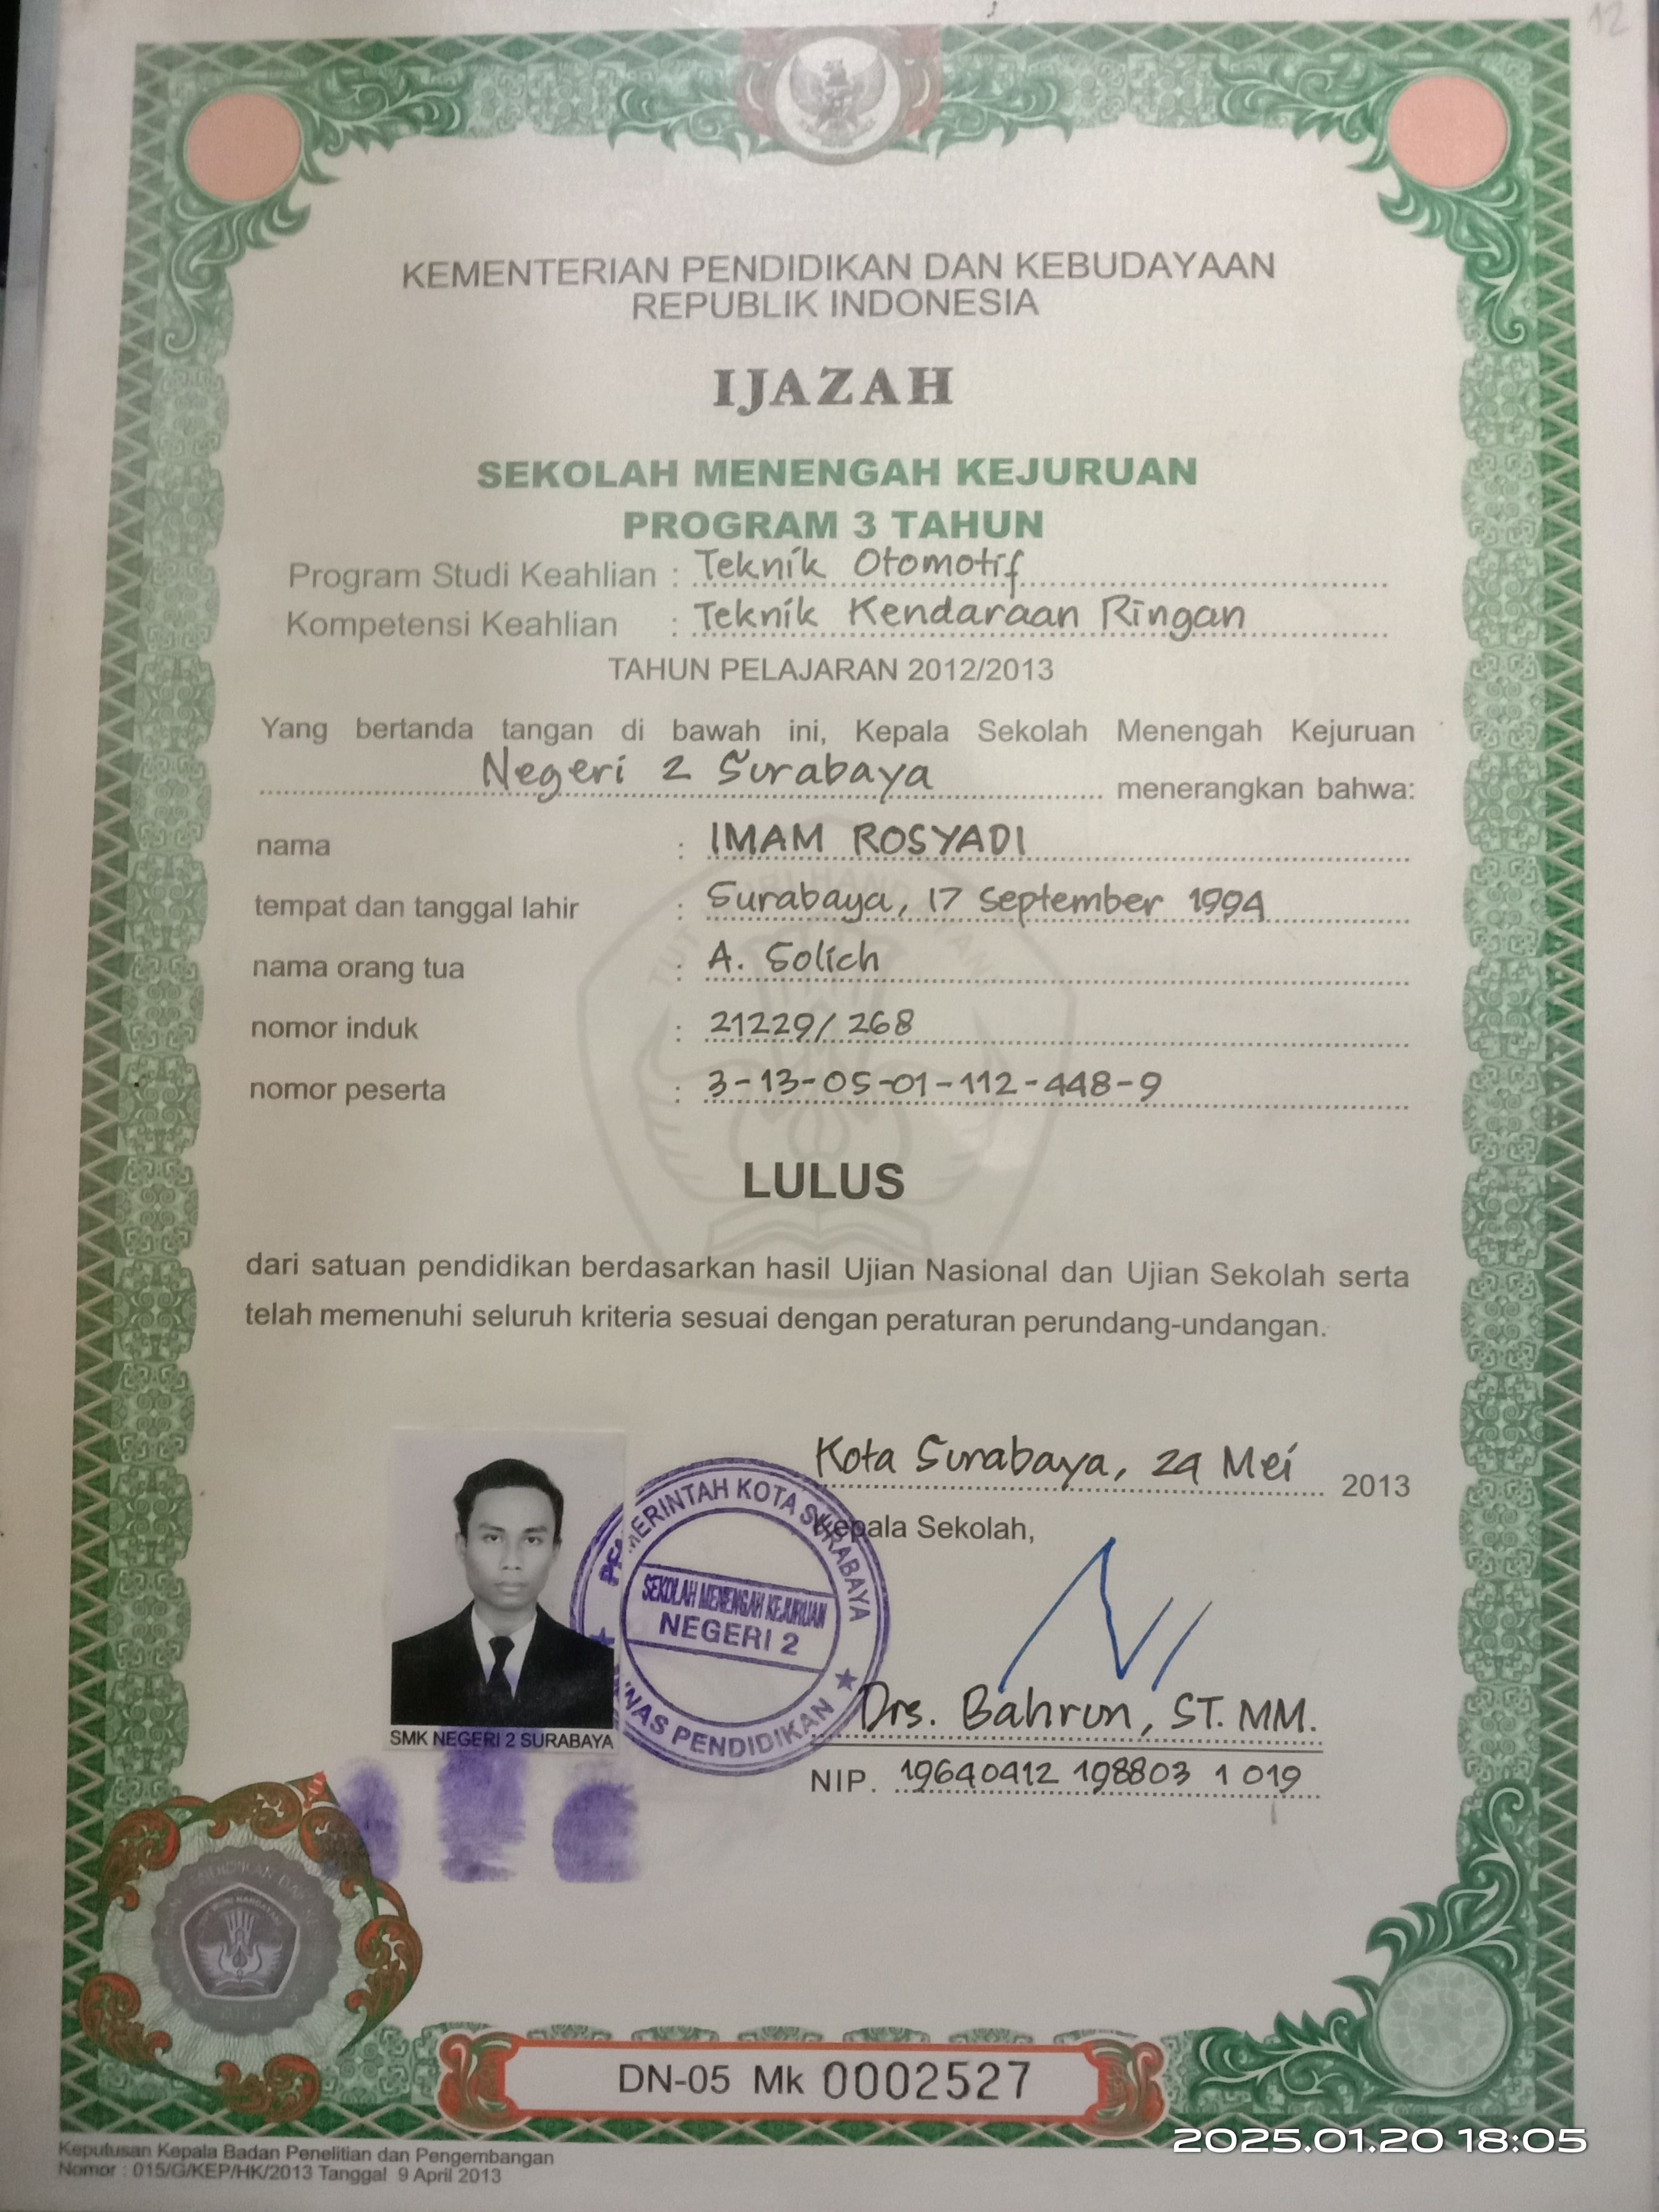 12
KEMENTERIAN PENDIDIKAN DAN KEBUDAYAAN
REPUBLIK INDONESIA
IJAZAH
SEKOLAH MENENGAH KEJURUAN
PROGRAM 3 TAHUN
Program Studi Keahlian : Teknik Otomotif
Kompetensi Keahlian : Teknik Kendaraan Ringan
TAHUN PELAJARAN 2012/2013
Yang bertanda tangan di bawah ini, Kepala Sekolah Menengah Kejuruan
Negeri 2 Surabaya menerangkan bahwa:
nama : IMAM ROSYADI
tempat dan tanggal lahir : Surabaya, 17 September 1994
nama orang tua : A. Solich
nomor induk : 21229/268
nomor peserta : 3-13-05-01-112-448-9
LULUS
dari satuan pendidikan berdasarkan hasil Ujian Nasional dan Ujian Sekolah serta
telah memenuhi seluruh kriteria sesuai dengan peraturan perundang-undangan.
Kota Surabaya, 24 Mei 2013
Kepala Sekolah,
PEMERINTAH KOTA SURABAYA
SEKOLAH MENENGAH KEJURUAN
NEGERI 2
PENDIDIKAN
Drs. Bahrun, ST. MM.
NIP. 19640412 198803 1 019
SMK NEGERI 2 SURABAYA
DN-05 Mk 0002527
Keputusan Kepala Badan Penelitian dan Pengembangan
Nomor : 015/G/KEP/HK/2013 Tanggal 9 April 2013
2025.01.20 18:05